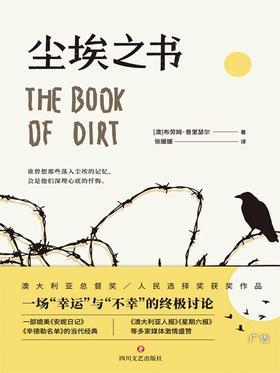 尘埃之书
THE BOOK
OF DIRT
[澳]布劳姆·普里瑟尔 著
张媛媛 译
谁曾想那些落入尘埃的记忆,
会是他们深埋心底的忏悔。
澳大利亚总督奖／人民选择奖获奖作品
一场“幸运”与“不幸”的终极讨论
一部媲美《安妮日记》
《辛德勒名单》的当代经典
《澳大利亚人报》《星期六报》
等多家媒体激情盛赞
广告
四川文艺出版社